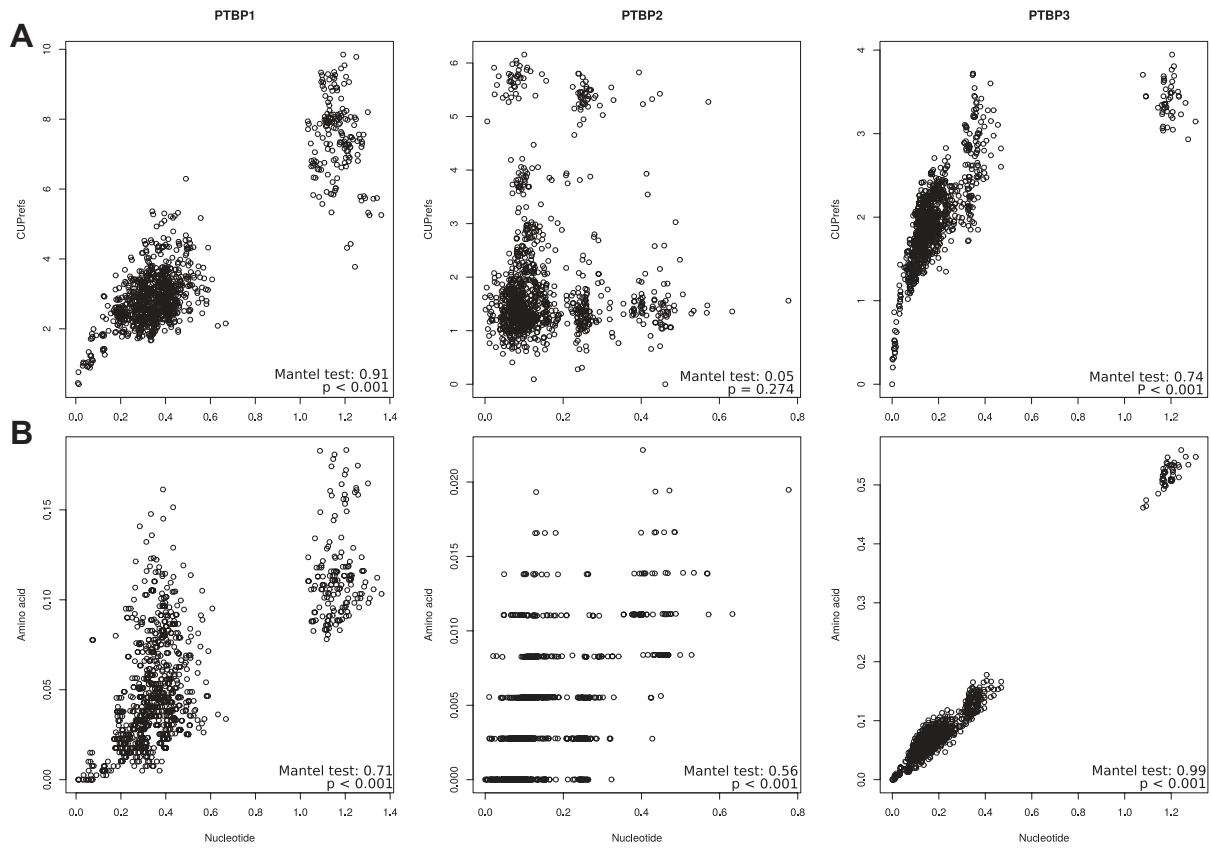 PTBP1
PTBP2
PTBP3
A
CUPrefs
10
8
6
4
2
0.0 0.2 0.4 0.6 0.8 1.0 1.2 1.4
Mantel test: 0.91
p < 0.001
CUPrefs
6
5
4
3
2
1
0
0.0 0.2 0.4 0.6 0.8
Mantel test: 0.05
p = 0.274
CUPrefs
4
3
2
1
0
0.0 0.2 0.4 0.6 0.8 1.0 1.2
Mantel test: 0.74
P < 0.001
B
Amino acid
0.15
0.10
0.05
0.00
0.0 0.2 0.4 0.6 0.8 1.0 1.2 1.4
Nucleotide
Mantel test: 0.71
p < 0.001
Amino acid
0.020
0.015
0.010
0.005
0.000
0.0 0.2 0.4 0.6 0.8
Nucleotide
Mantel test: 0.56
p < 0.001
Amino acid
0.5
0.4
0.3
0.2
0.1
0.0
0.0 0.2 0.4 0.6 0.8 1.0 1.2
Nucleotide
Mantel test: 0.99
p < 0.001